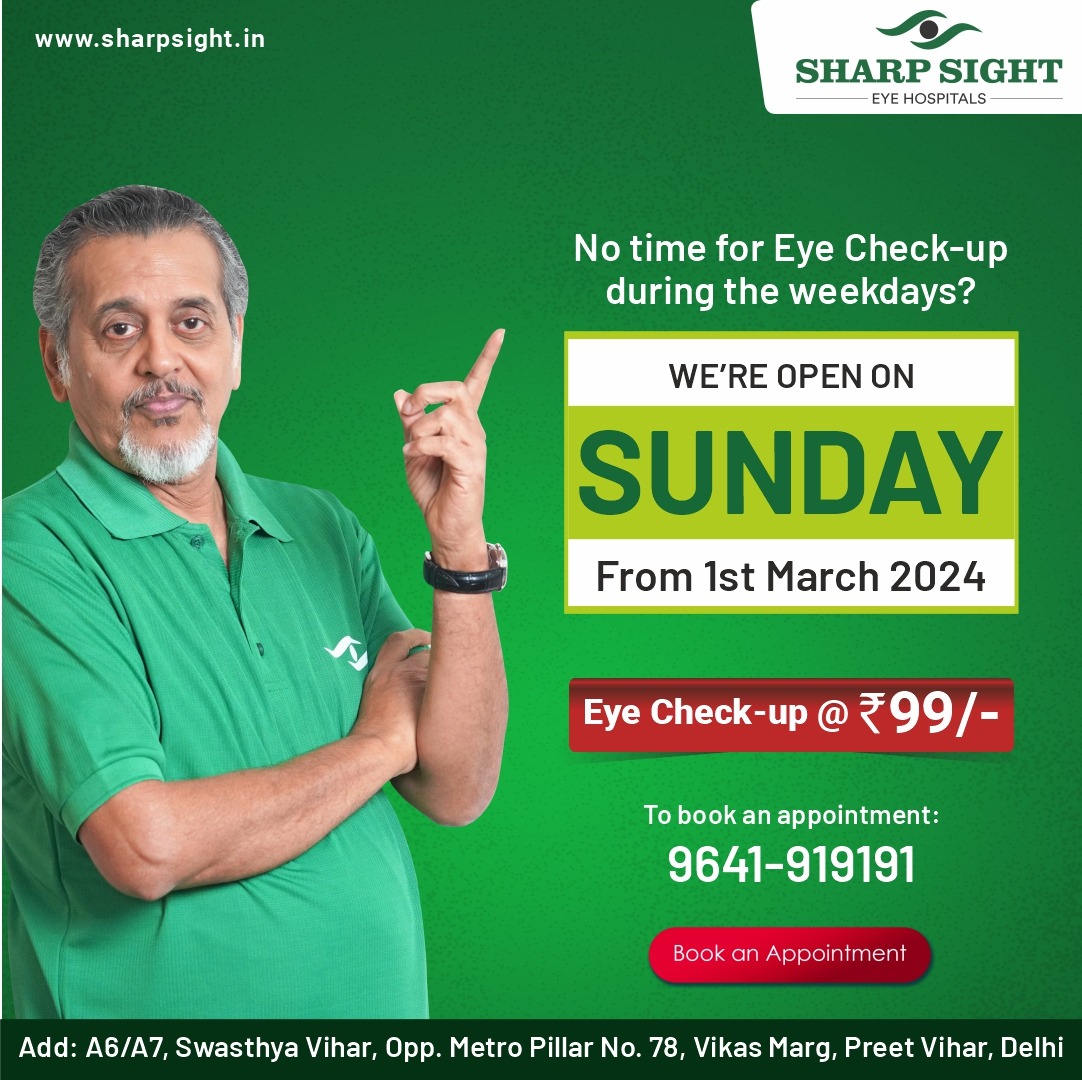 www.sharpsight.in
SHARP SIGHT
EYE HOSPITALS
No time for Eye Check-up
during the weekdays?
WE’RE OPEN ON
SUNDAY
From 1st March 2024
Eye Check-up @ ₹99/-
To book an appointment:
9641-919191
Book an Appointment
Add: A6/A7, Swasthya Vihar, Opp. Metro Pillar No. 78, Vikas Marg, Preet Vihar, Delhi